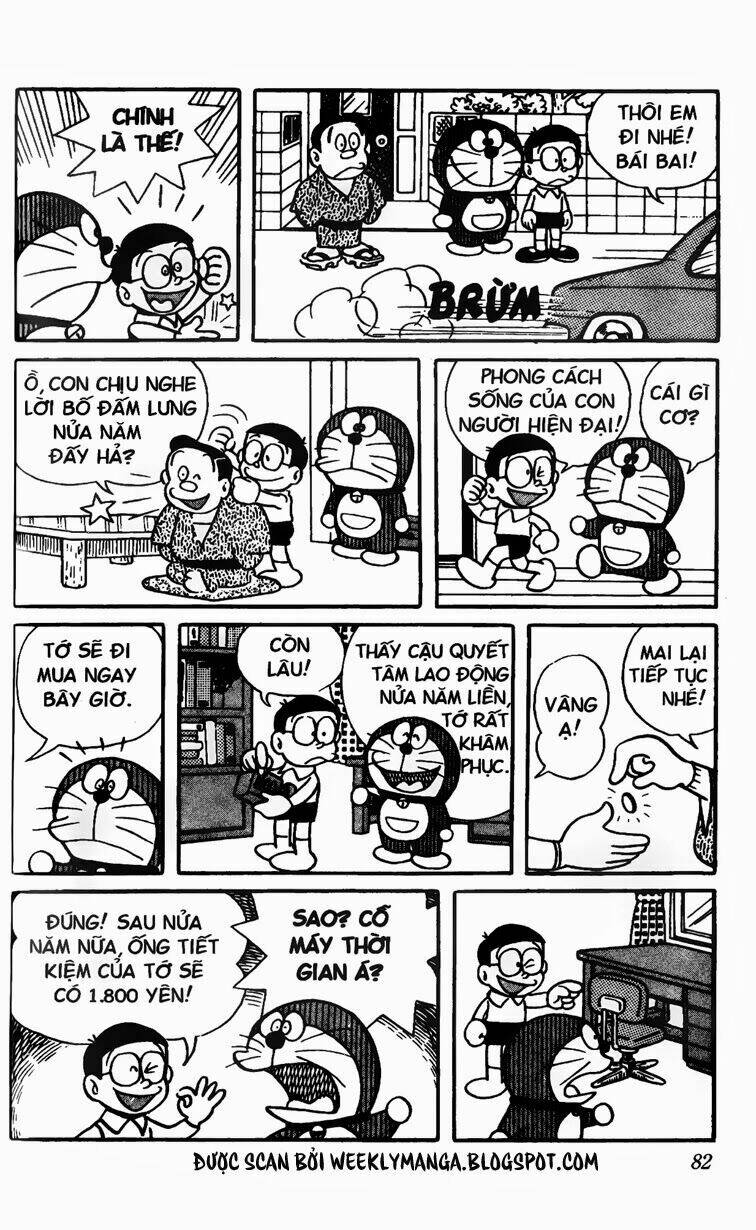 THÔI EM
ĐI NHÉ!
BÁI BAI!
BRỪM
CHÍNH
LÀ THẾ!
CÁI GÌ
CƠ?
PHONG CÁCH
SỐNG CỦA CON
NGƯỜI HIỆN ĐẠI!
Ồ, CON CHỊU NGHE
LỜI BỐ ĐẤM LƯNG
NỬA NĂM
ĐẤY HẢ?
MAI LẠI
TIẾP TỤC
NHÉ!
VÂNG
Ạ!
THẤY CẬU QUYẾT
TÂM LAO ĐỘNG
NỬA NĂM LIỀN,
TỚ RẤT
KHÂM
PHỤC.
CÒN
LÂU!
TỚ SẼ ĐI
MUA NGAY
BÂY GIỜ.
SAO? CỖ
MÁY THỜI
GIAN Á?
ĐÚNG! SAU NỬA
NĂM NỮA, ỐNG TIẾT
KIỆM CỦA TỚ SẼ
CÓ 1.800 YÊN!
ĐƯỢC SCAN BỞI WEEKLYMANGA.BLOGSPOT.COM
82